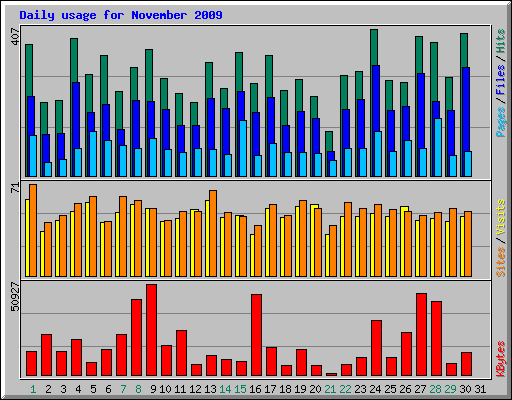 Daily usage for November 2009
407
Pages / Files / Hits
71
Sites / Visits
50927
KBytes
1 2 3 4 5 6 7 8 9 10 11 12 13 14 15 16 17 18 19 20 21 22 23 24 25 26 27 28 29 30 31